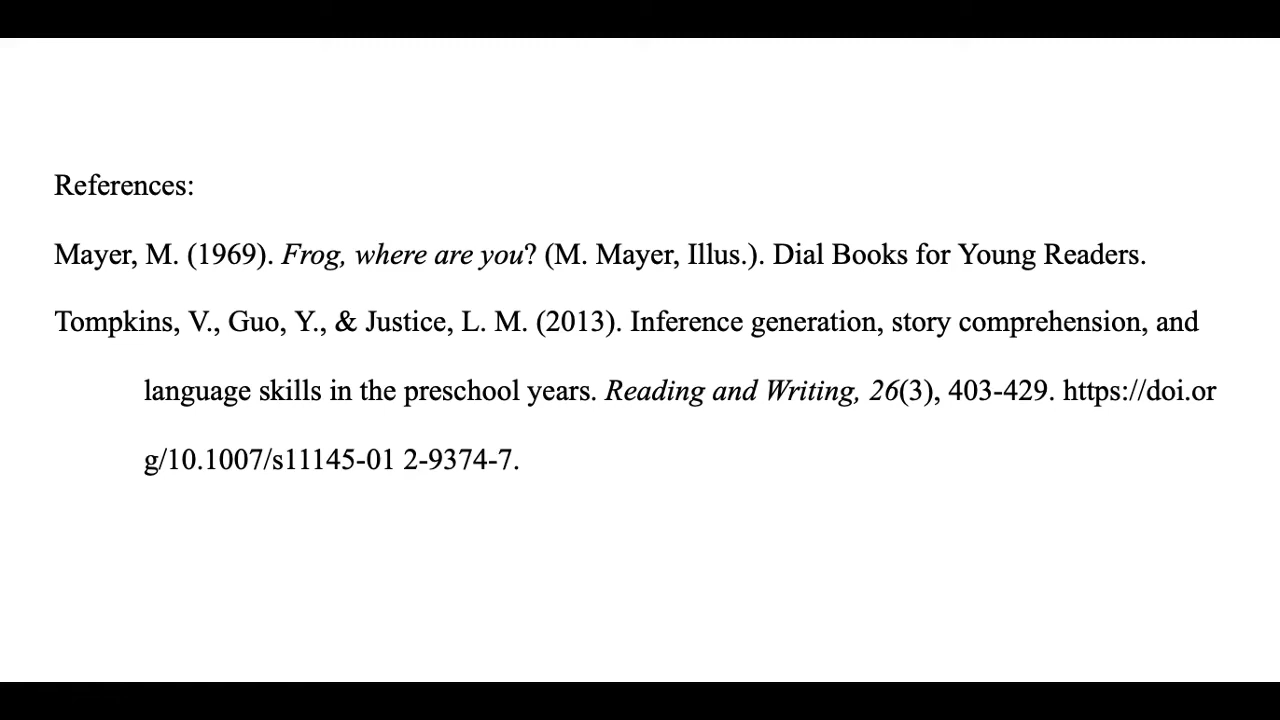 References:
Mayer, M. (1969). Frog, where are you? (M. Mayer, Illus.). Dial Books for Young Readers.
Tompkins, V., Guo, Y., & Justice, L. M. (2013). Inference generation, story comprehension, and
language skills in the preschool years. Reading and Writing, 26(3), 403-429. https://doi.or
g/10.1007/s11145-01 2-9374-7.